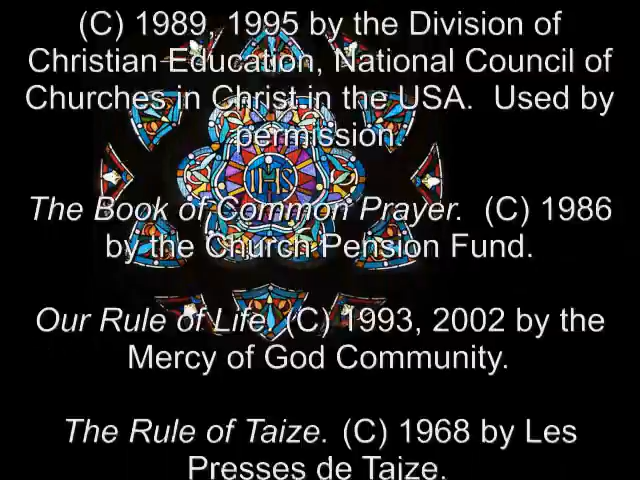 (C) 1989, 1995 by the Division of
Christian Education, National Council of
Churches in Christ in the USA. Used by
permission.
IHS
The Book of Common Prayer. (C) 1986
by the Church Pension Fund.
Our Rule of Life. (C) 1993, 2002 by the
Mercy of God Community.
The Rule of Taize. (C) 1968 by Les
Presses de Taize.